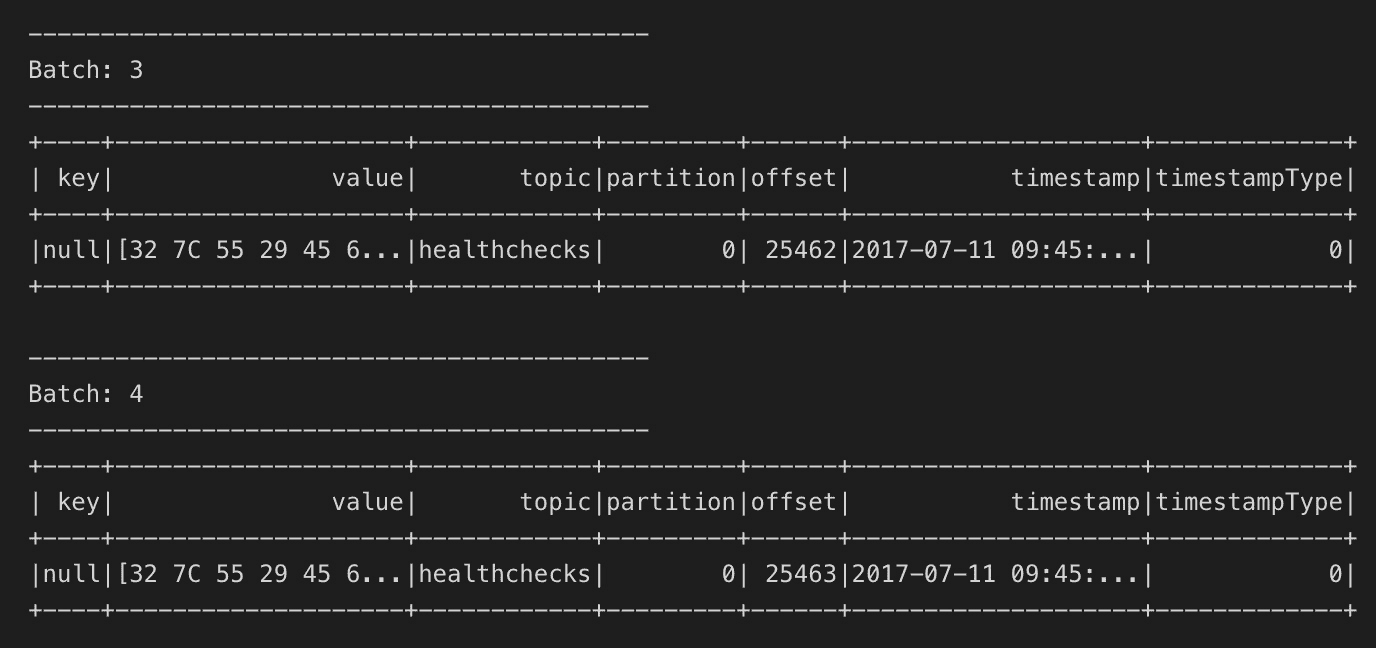 -------------------------------------------
Batch: 3
-------------------------------------------
+----+--------------------+------------+---------+------+--------------------+-------------+
| key|               value|       topic|partition|offset|           timestamp|timestampType|
+----+--------------------+------------+---------+------+--------------------+-------------+
|null|[32 7C 55 29 45 6...|healthchecks|        0| 25462|2017-07-11 09:45:...|            0|
+----+--------------------+------------+---------+------+--------------------+-------------+

-------------------------------------------
Batch: 4
-------------------------------------------
+----+--------------------+------------+---------+------+--------------------+-------------+
| key|               value|       topic|partition|offset|           timestamp|timestampType|
+----+--------------------+------------+---------+------+--------------------+-------------+
|null|[32 7C 55 29 45 6...|healthchecks|        0| 25463|2017-07-11 09:45:...|            0|
+----+--------------------+------------+---------+------+--------------------+-------------+